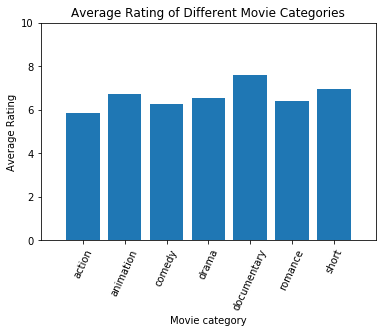 Average Rating of Different Movie Categories
10
8
6
4
2
0
Average Rating
action
animation
comedy
drama
documentary
romance
short
Movie category